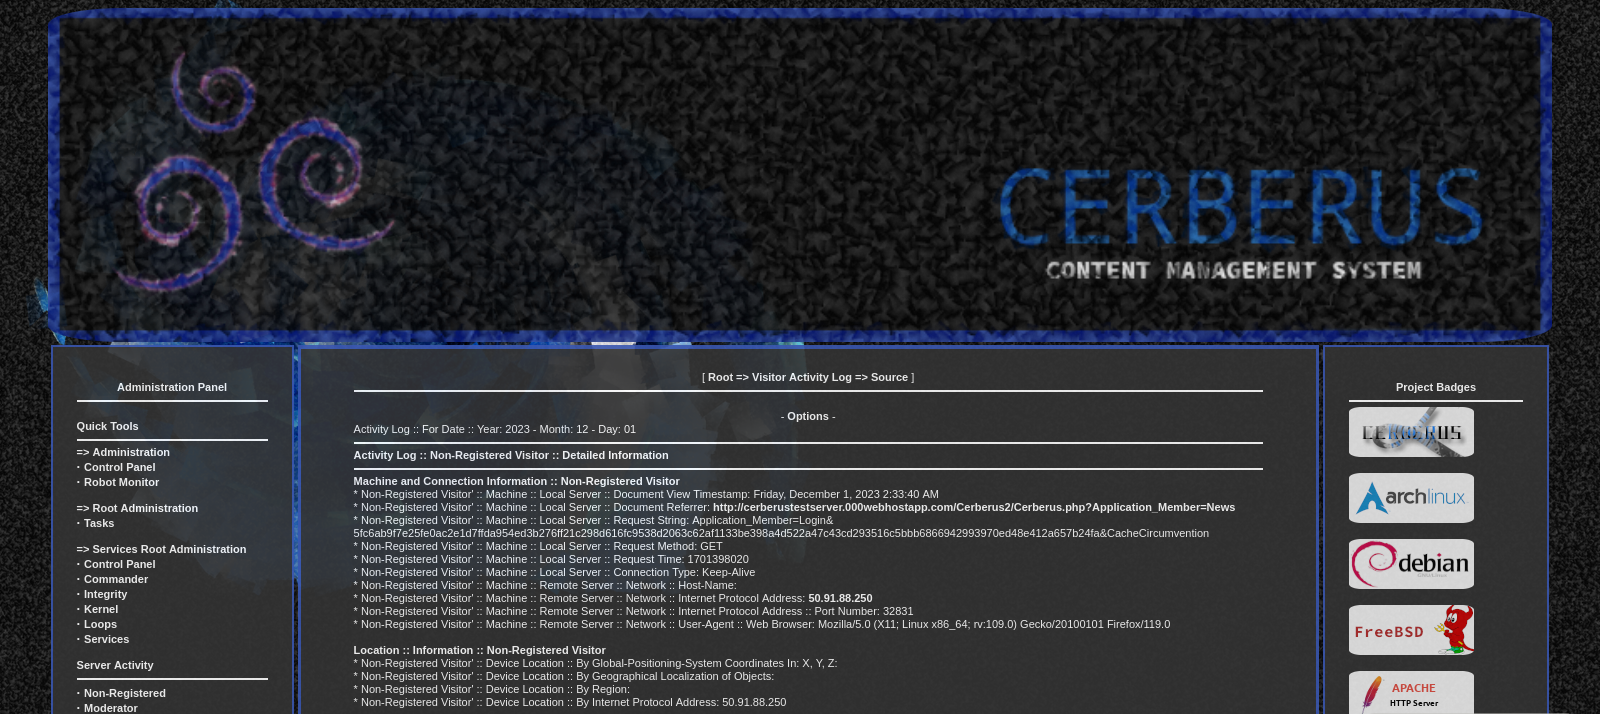 CERBERUS
CONTENT MANAGEMENT SYSTEM
Administration Panel
Quick Tools
=> Administration
· Control Panel
· Robot Monitor
=> Root Administration
· Tasks
=> Services Root Administration
· Control Panel
· Commander
· Integrity
· Kernel
· Loops
· Services
Server Activity
· Non-Registered
· Moderator
[ Root => Visitor Activity Log => Source ]
- Options -
Activity Log :: For Date :: Year: 2023 - Month: 12 - Day: 01
Activity Log :: Non-Registered Visitor :: Detailed Information
Machine and Connection Information :: Non-Registered Visitor
* Non-Registered Visitor' :: Machine :: Local Server :: Document View Timestamp: Friday, December 1, 2023 2:33:40 AM
* Non-Registered Visitor' :: Machine :: Local Server :: Document Referrer: http://cerberustestserver.000webhostapp.com/Cerberus2/Cerberus.php?Application_Member=News
* Non-Registered Visitor' :: Machine :: Local Server :: Request String: Application_Member=Login&
5fc6ab9f7e25fe0ac2e1d7ffda954ed3b276ff21c298d616fc9538d2063c62af1133be398a4d522a47c43cd293516c5bbb6866942993970ed48e412a657b24fa&CacheCircumvention
* Non-Registered Visitor' :: Machine :: Local Server :: Request Method: GET
* Non-Registered Visitor' :: Machine :: Local Server :: Request Time: 1701398020
* Non-Registered Visitor' :: Machine :: Local Server :: Connection Type: Keep-Alive
* Non-Registered Visitor' :: Machine :: Remote Server :: Network :: Host-Name:
* Non-Registered Visitor' :: Machine :: Remote Server :: Network :: Internet Protocol Address: 50.91.88.250
* Non-Registered Visitor' :: Machine :: Remote Server :: Network :: Internet Protocol Address :: Port Number: 32831
* Non-Registered Visitor' :: Machine :: Remote Server :: Network :: User-Agent :: Web Browser: Mozilla/5.0 (X11; Linux x86_64; rv:109.0) Gecko/20100101 Firefox/119.0
Location :: Information :: Non-Registered Visitor
* Non-Registered Visitor' :: Device Location :: By Global-Positioning-System Coordinates In: X, Y, Z:
* Non-Registered Visitor' :: Device Location :: By Geographical Localization of Objects:
* Non-Registered Visitor' :: Device Location :: By Region:
* Non-Registered Visitor' :: Device Location :: By Internet Protocol Address: 50.91.88.250
Project Badges
CERBERUS
archlinux
debian
FreeBSD
APACHE
HTTP Server